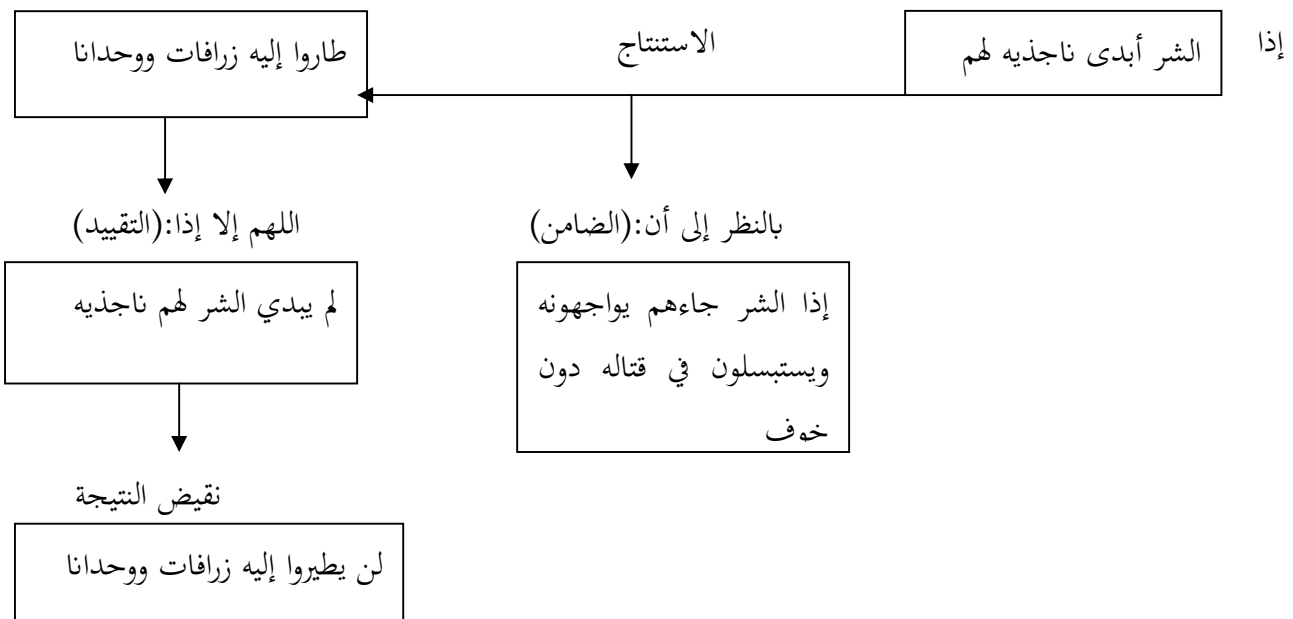 إذا
الشر أبدى ناجذيه لهم
الاستنتاج
طاروا إليه زرافات ووحدانا
بالنظر إلى أن:(الضامن)
اللهم إلا إذا:(التقييد)
إذا الشر جاءهم يواجهونه
ويستبسلون في قتاله دون
خوف
لم يبدي الشر لهم ناجذيه
نقيض النتيجة
لن يطيروا إليه زرافات ووحدانا